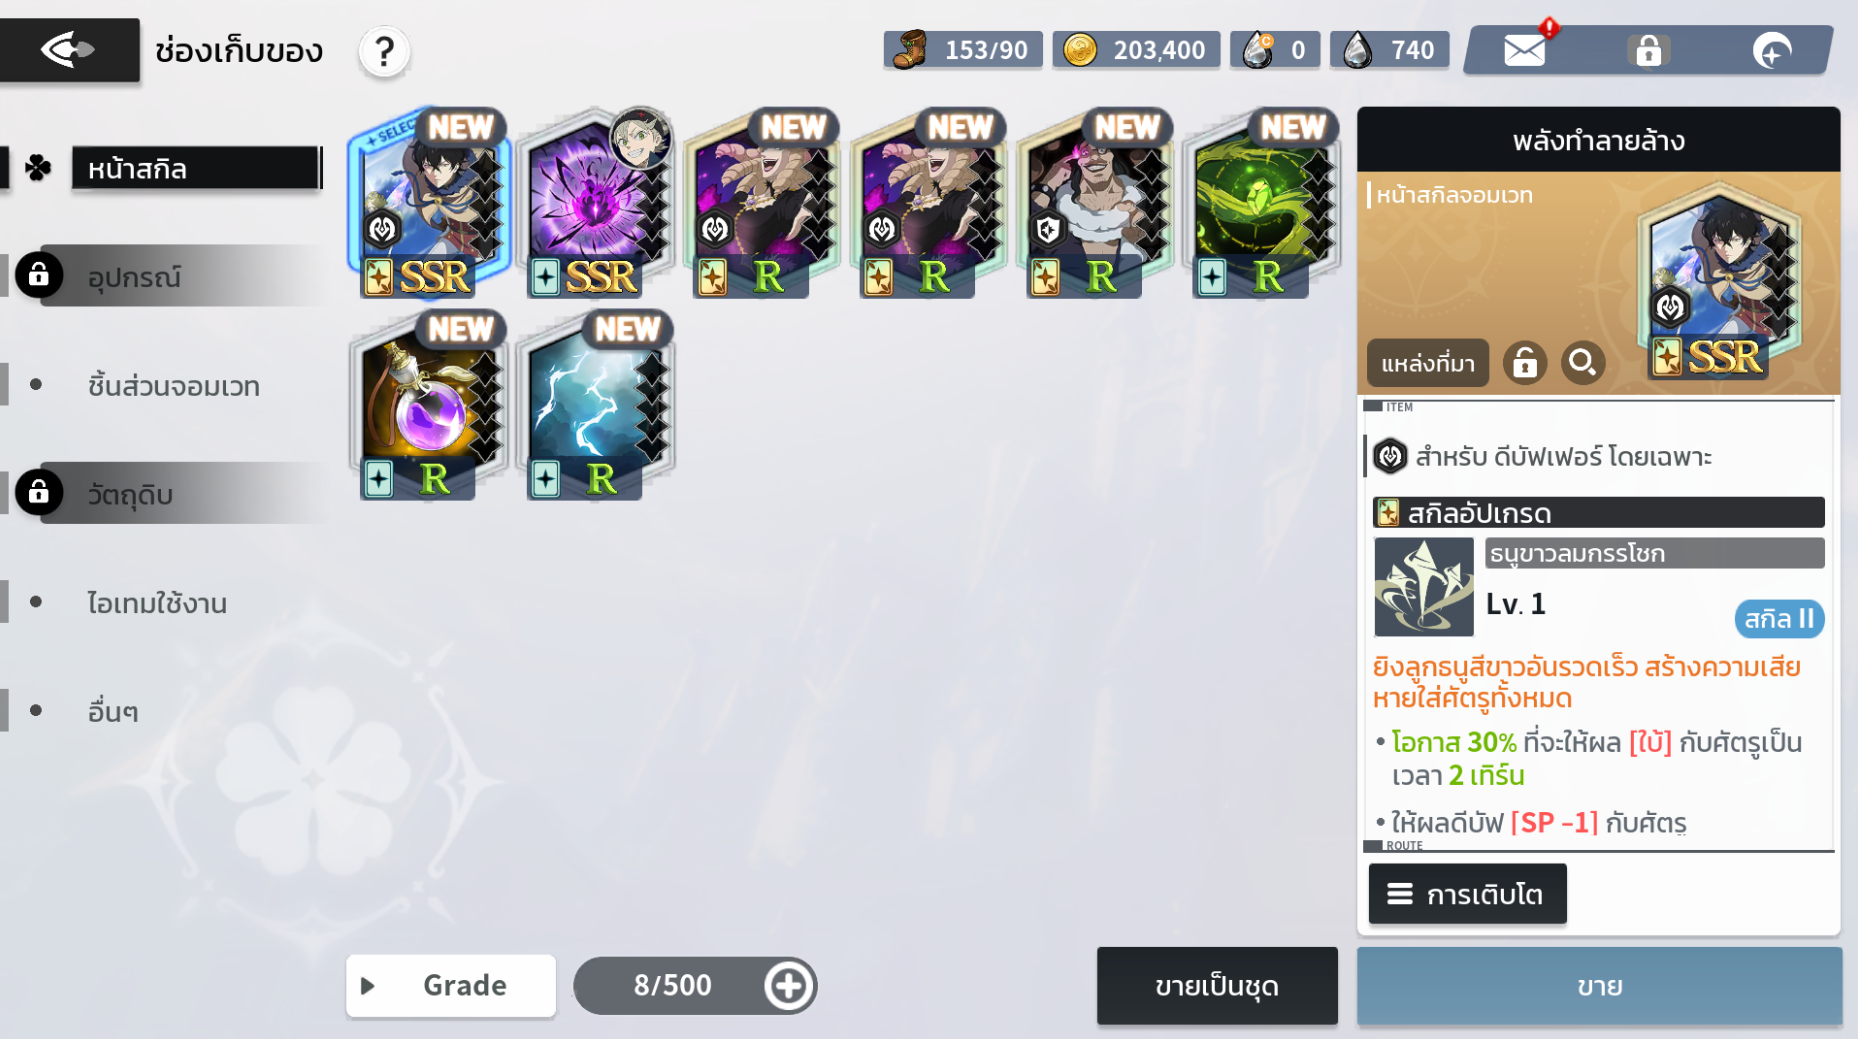 ช่องเก็บของ
?
153/90
203,400
0
740
หน้าสกิล
อุปกรณ์
ชิ้นส่วนจอมเวท
วัตถุดิบ
ไอเทมใช้งาน
อื่นๆ
SELECT
NEW
NEW
NEW
NEW
NEW
SSR
SSR
R
R
R
R
NEW
NEW
R
R
Grade
8/500
ขายเป็นชุด
พลังทำลายล้าง
หน้าสกิลจอมเวท
แหล่งที่มา
SSR
ITEM
สำหรับ ดีบัฟเฟอร์ โดยเฉพาะ
สกิลอัปเกรด
ธนูขาวลมกรรโชก
Lv. 1
สกิล II
ยิงลูกธนูสีขาวอันรวดเร็ว สร้างความเสีย
หายใส่ศัตรูทั้งหมด
• โอกาส 30% ที่จะให้ผล [ใบ้] กับศัตรูเป็น
เวลา 2 เทิร์น
• ให้ผลดีบัฟ [SP -1] กับศัตรู
ROUTE
การเติบโต
ขาย